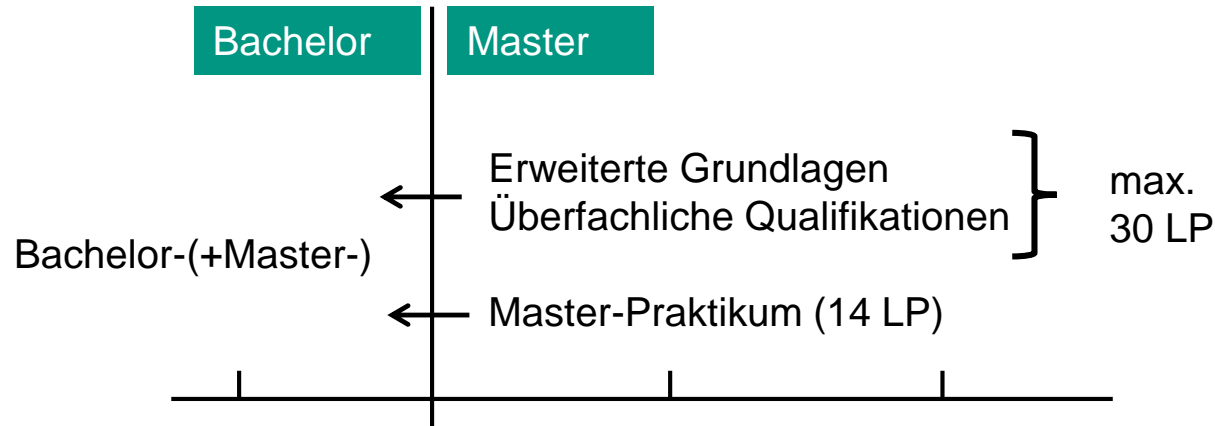 Bachelor
Master
Erweiterte Grundlagen
Überfachliche Qualifikationen
max.
30 LP
Bachelor-(+Master-)
Master-Praktikum (14 LP)